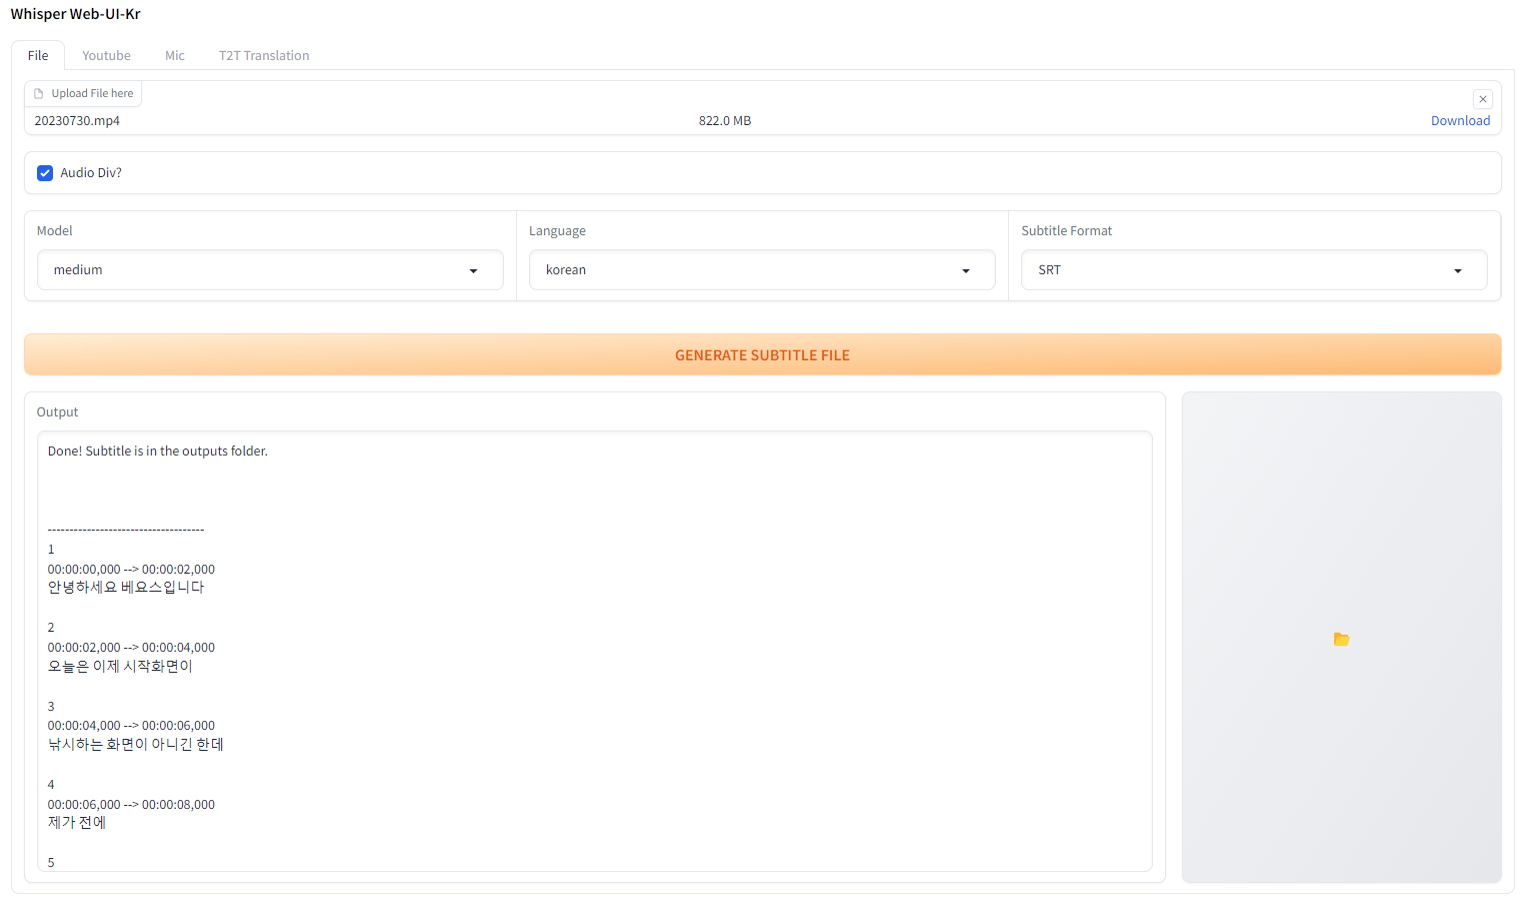 Whisper Web-UI-Kr
File Youtube Mic T2T Translation
Upload File here
20230730.mp4 822.0 MB Download
Audio Div?
Model Language Subtitle Format
medium korean SRT
GENERATE SUBTITLE FILE
Output
Done! Subtitle is in the outputs folder.
------------------------------------
1
00:00:00,000 --> 00:00:02,000
안녕하세요 베요스입니다
2
00:00:02,000 --> 00:00:04,000
오늘은 이제 시작화면이
3
00:00:04,000 --> 00:00:06,000
낚시하는 화면이 아니긴 한데
4
00:00:06,000 --> 00:00:08,000
제가 전에
5